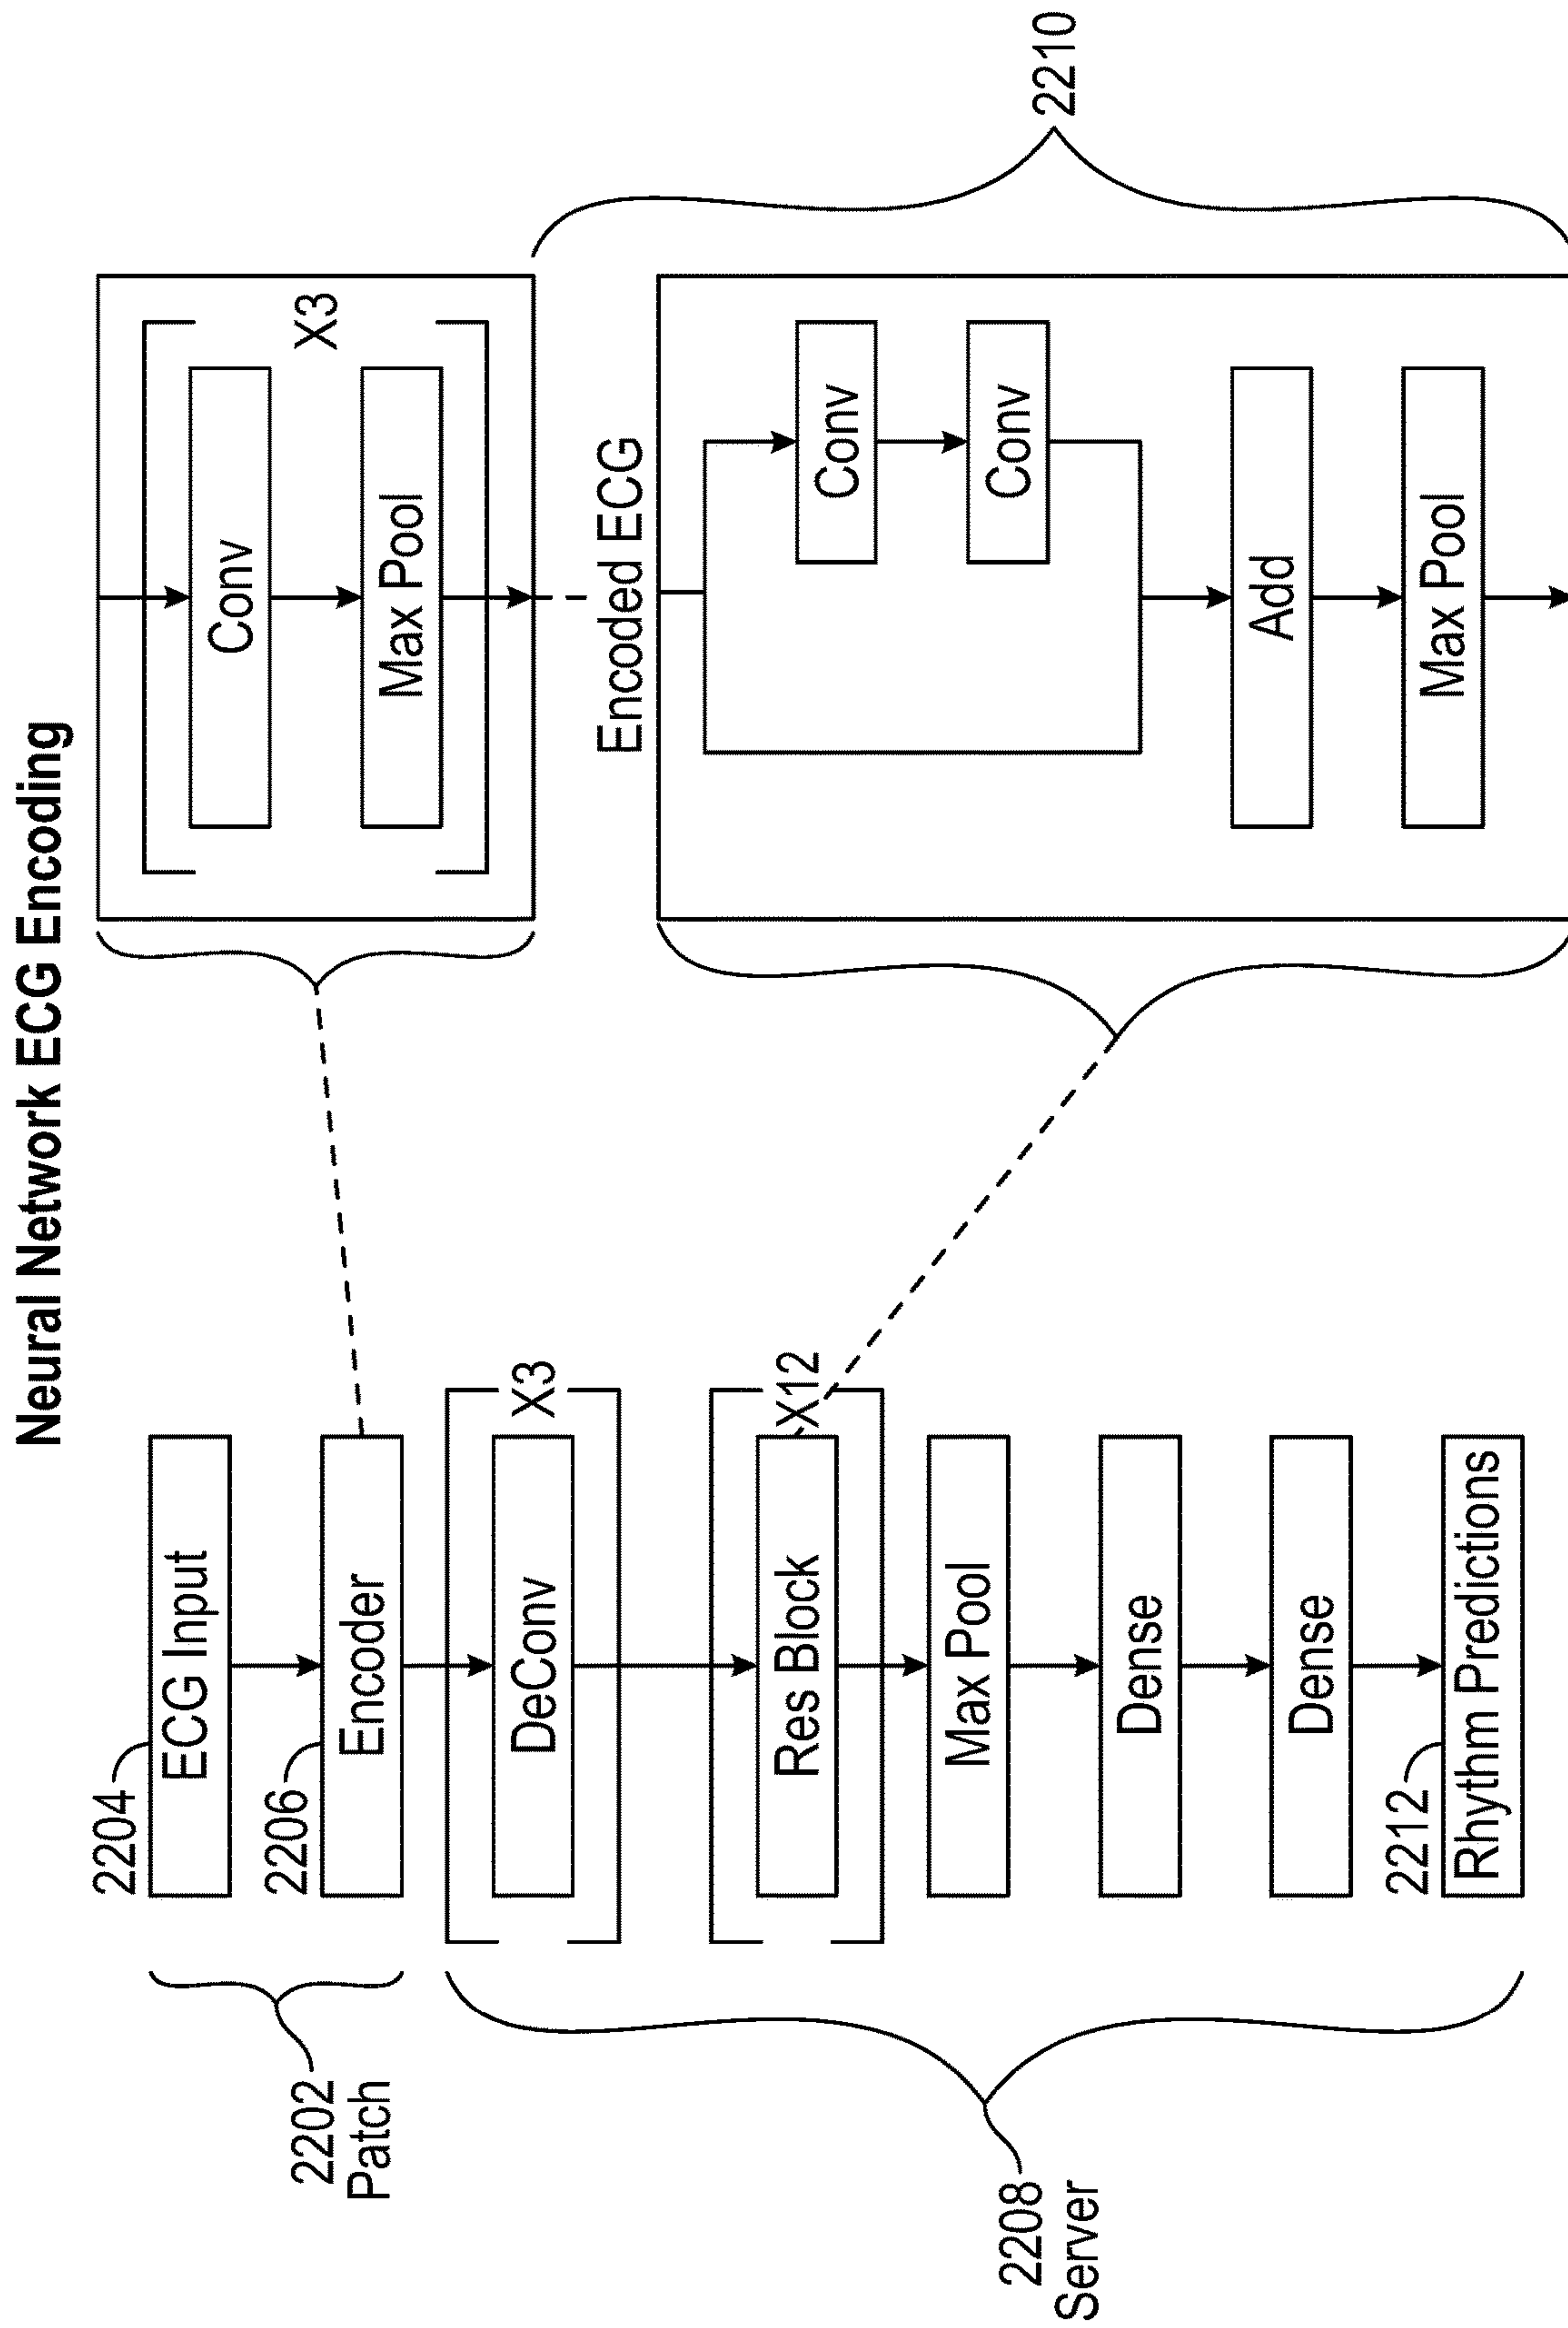 Neural Network ECG Encoding
2202
Patch
2204
ECG Input
2206
Encoder
2208
Server
DeConv
X3
Res Block
X12
Max Pool
Dense
Dense
2212
Rhythm Predictions
Conv
Max Pool
X3
Encoded ECG
2210
Conv
Conv
Add
Max Pool